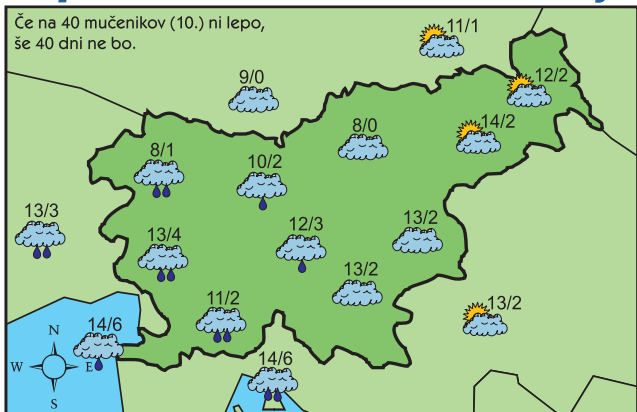 Če na 40 mučenikov (10.) ni lepo,
še 40 dni ne bo.
11/1
9/0
12/2
8/0
14/2
8/1
10/2
13/3
13/4
12/3
13/2
13/2
11/2
13/2
14/6
14/6
N
W
E
S